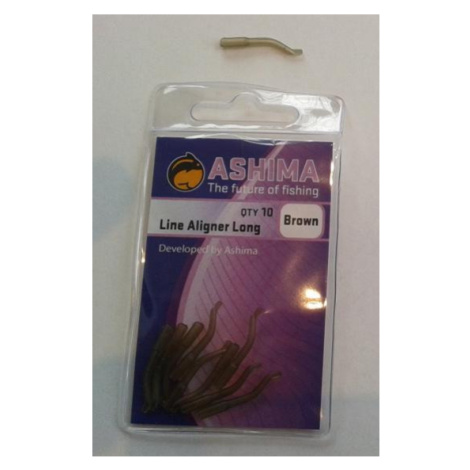 ASHIMA
The future of fishing
QTY 10
Line Aligner Long
Brown
Developed by Ashima